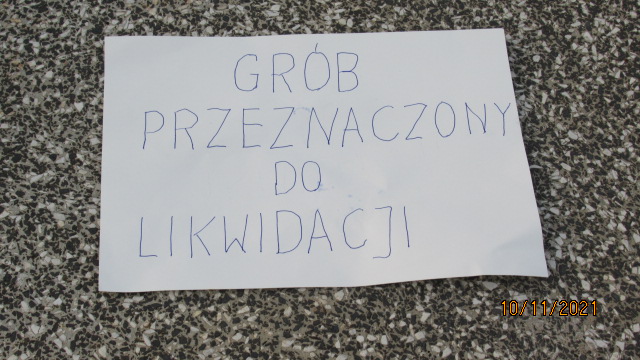 GRÓB
PRZEZNACZONY
DO
LIKWIDACJI
10/11/2021